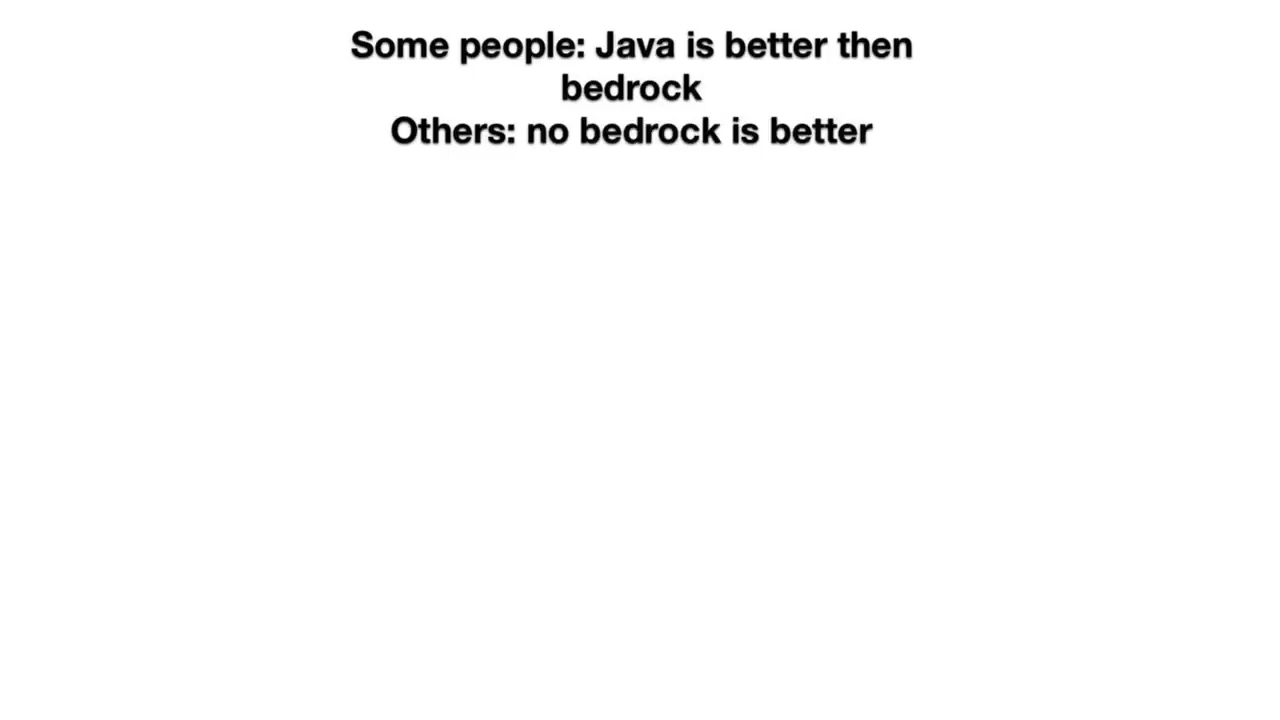 Some people: Java is better then
bedrock
Others: no bedrock is better